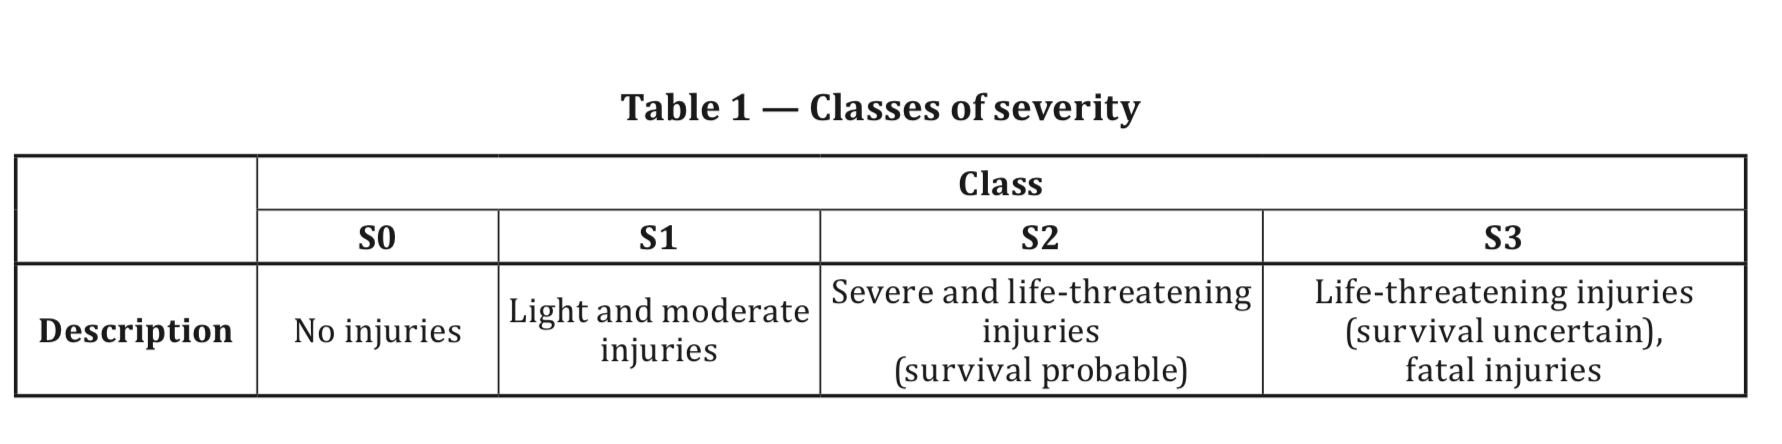 Table 1 — Classes of severity
Class
S0 S1 S2 S3
Description
No injuries
Light and moderate
injuries
Severe and life-threatening
injuries
(survival probable)
Life-threatening injuries
(survival uncertain),
fatal injuries